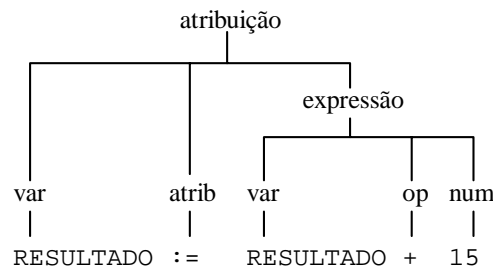 atribuição
expressão
var atrib var op num
RESULTADO := RESULTADO + 15